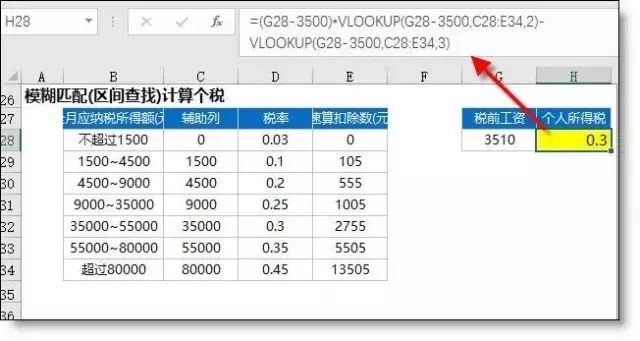 H28
=(G28-3500)*VLOOKUP(G28-3500,C28:E34,2)-
VLOOKUP(G28-3500,C28:E34,3)
A B C D E F G H
26 模糊匹配(区间查找)计算个税
月应纳税所得额(元 辅助列 税率 速算扣除数(元 税前工资 个人所得税
28 不超过1500 0 0.03 0 3510 0.3
29 1500~4500 1500 0.1 105
30 4500~9000 4500 0.2 555
31 9000~35000 9000 0.25 1005
32 35000~55000 35000 0.3 2755
33 55000~80000 55000 0.35 5505
34 超过80000 80000 0.45 13505
35
36